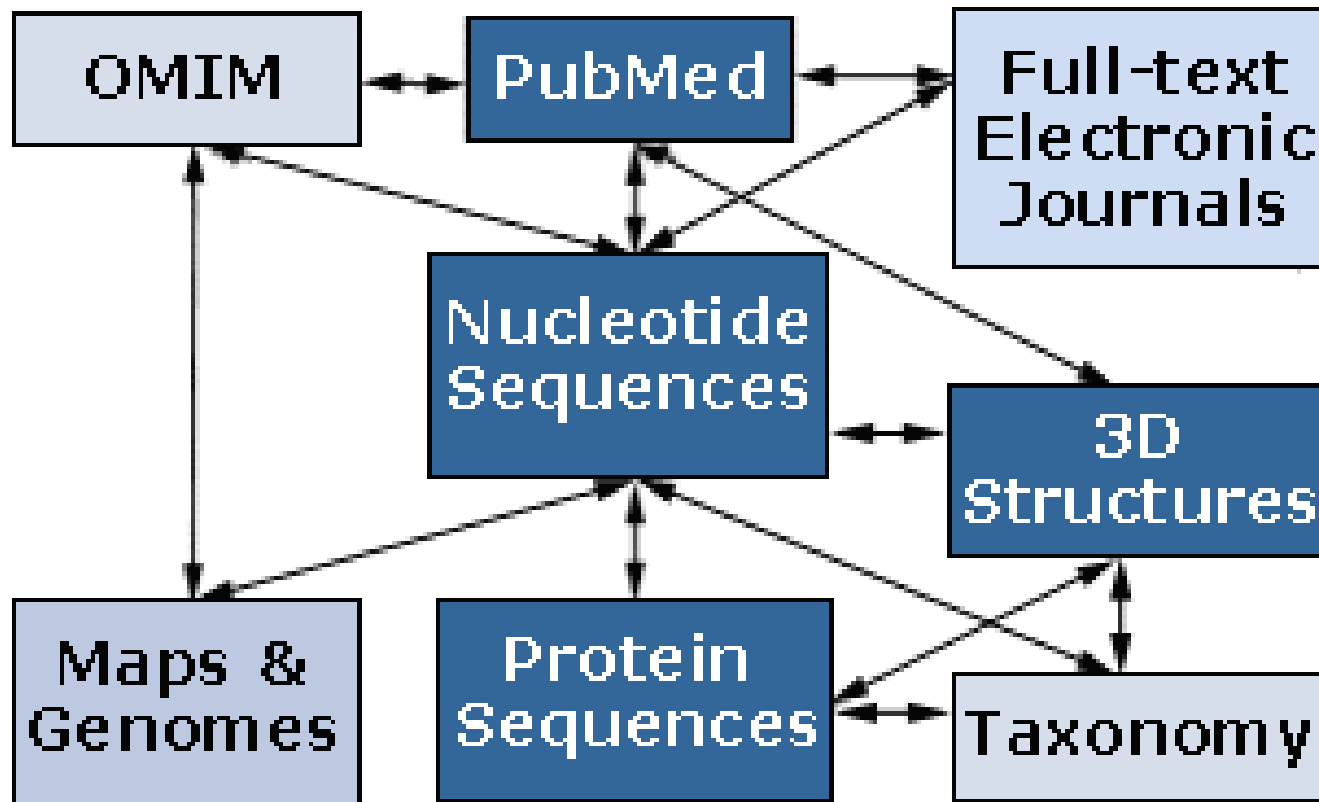 OMIM
PubMed
Full-text
Electronic
Journals
Nucleotide
Sequences
3D
Structures
Maps &
Genomes
Protein
Sequences
Taxonomy